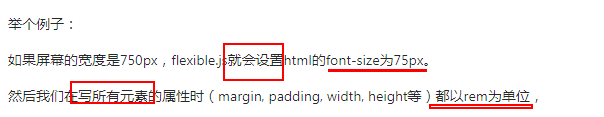 举个例子：
如果屏幕的宽度是750px，flexible.js就会设置html的font-size为75px。
然后我们在写所有元素的属性时（margin, padding, width, height等）都以rem为单位，